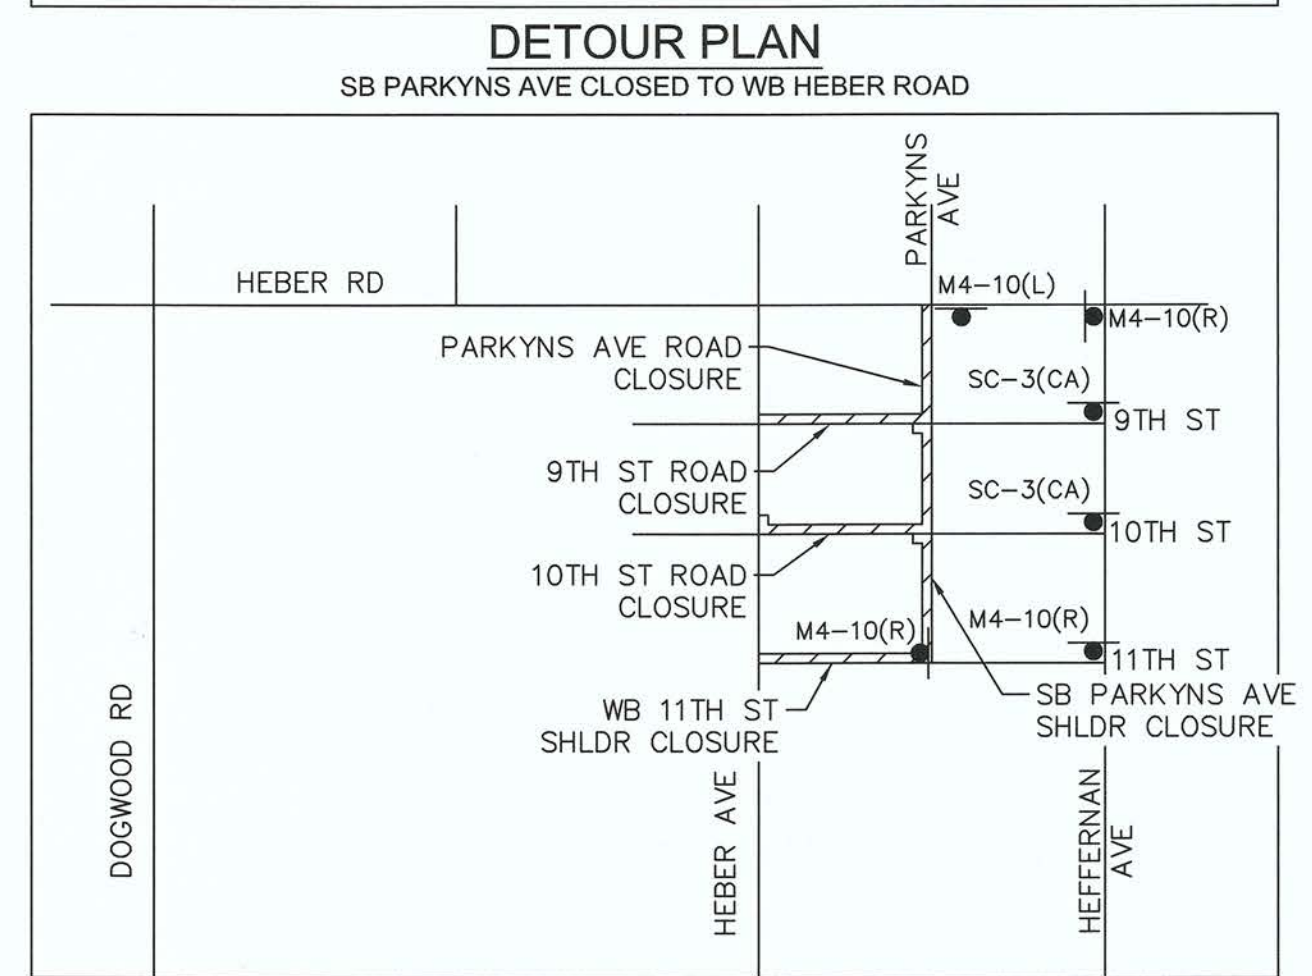 DETOUR PLAN
SB PARKYNS AVE CLOSED TO WB HEBER ROAD
PARKYNS
AVE
HEBER RD
M4-10(L)
M4-10(R)
PARKYNS AVE ROAD
CLOSURE
SC-3(CA)
9TH ST
9TH ST ROAD
CLOSURE
SC-3(CA)
10TH ST
10TH ST ROAD
CLOSURE
M4-10(R)
M4-10(R)
11TH ST
WB 11TH ST
SHLDR CLOSURE
SB PARKYNS AVE
SHLDR CLOSURE
DOGWOOD RD
HEBER AVE
HEFFERNAN
AVE